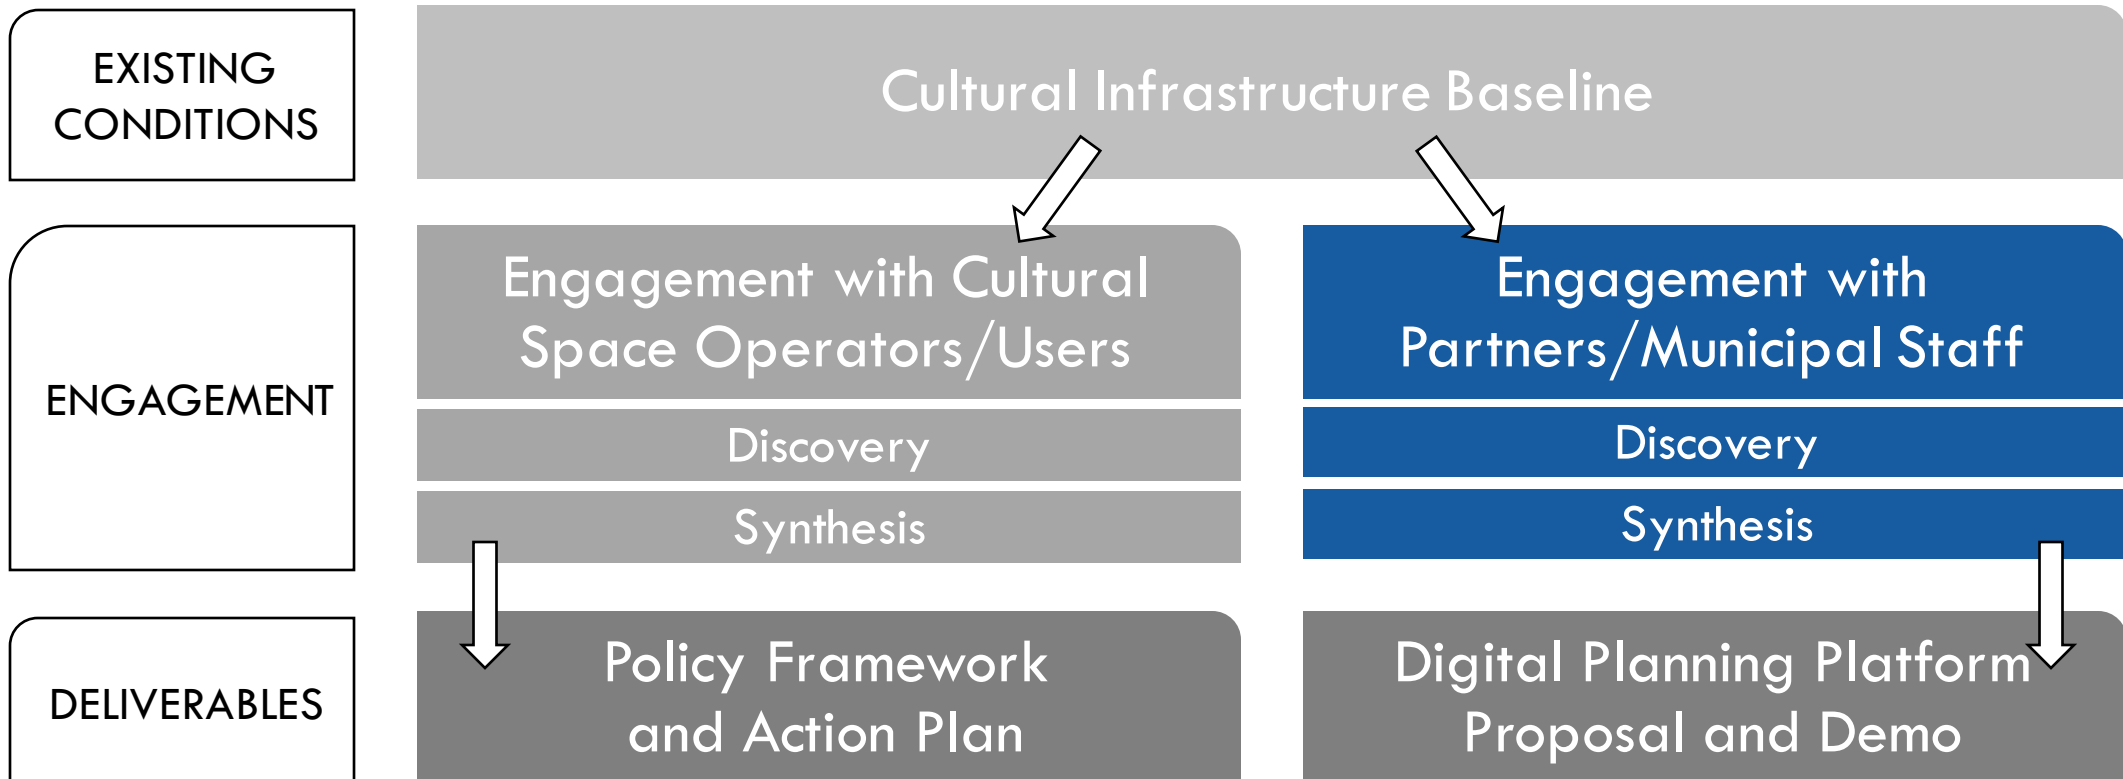 EXISTING
CONDITIONS
Cultural Infrastructure Baseline
ENGAGEMENT
Engagement with Cultural
Space Operators/Users
Discovery
Synthesis
Engagement with
Partners/Municipal Staff
Discovery
Synthesis
DELIVERABLES
Policy Framework
and Action Plan
Digital Planning Platform
Proposal and Demo